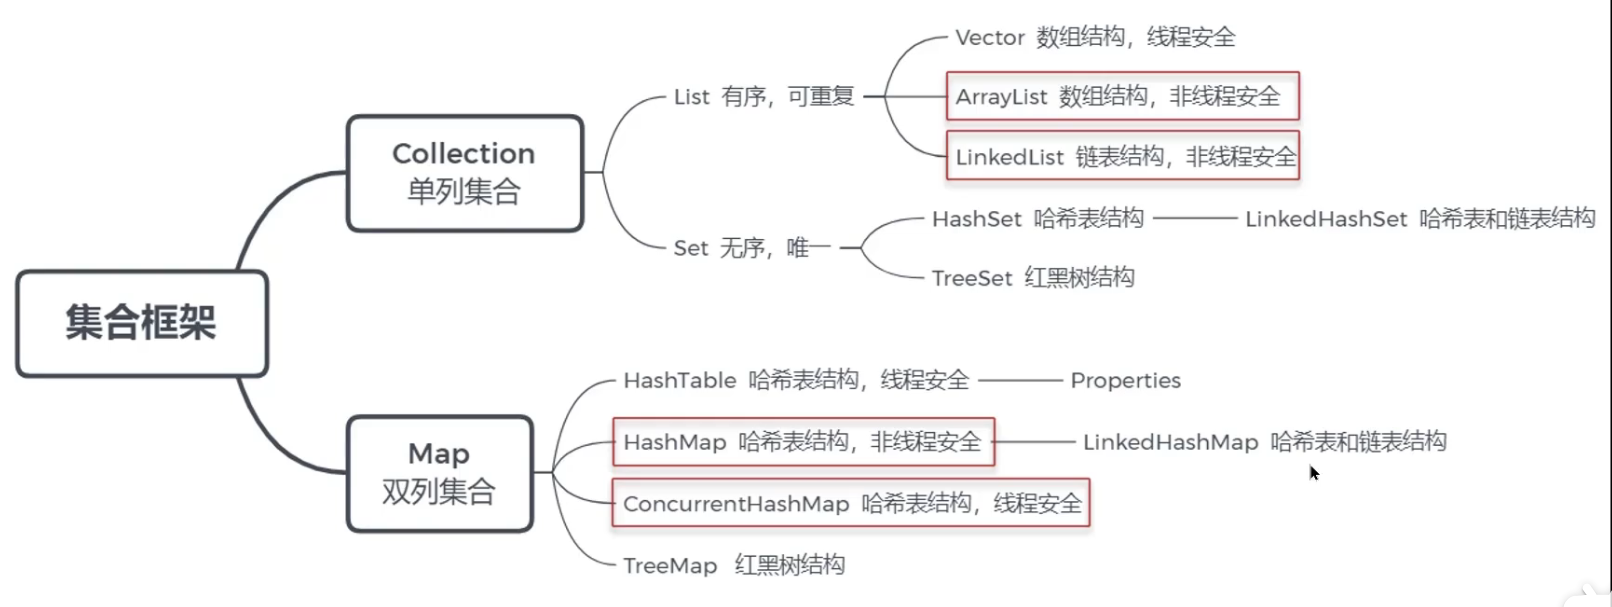 集合框架
Collection
单列集合
List 有序，可重复
Vector 数组结构，线程安全
ArrayList 数组结构，非线程安全
LinkedList 链表结构，非线程安全
Set 无序，唯一
HashSet 哈希表结构
LinkedHashSet 哈希表和链表结构
TreeSet 红黑树结构
Map
双列集合
HashTable 哈希表结构，线程安全
Properties
HashMap 哈希表结构，非线程安全
LinkedHashMap 哈希表和链表结构
ConcurrentHashMap 哈希表结构，线程安全
TreeMap 红黑树结构